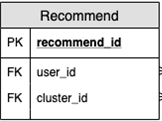 Recommend
PK recommend_id
FK user_id
FK cluster_id